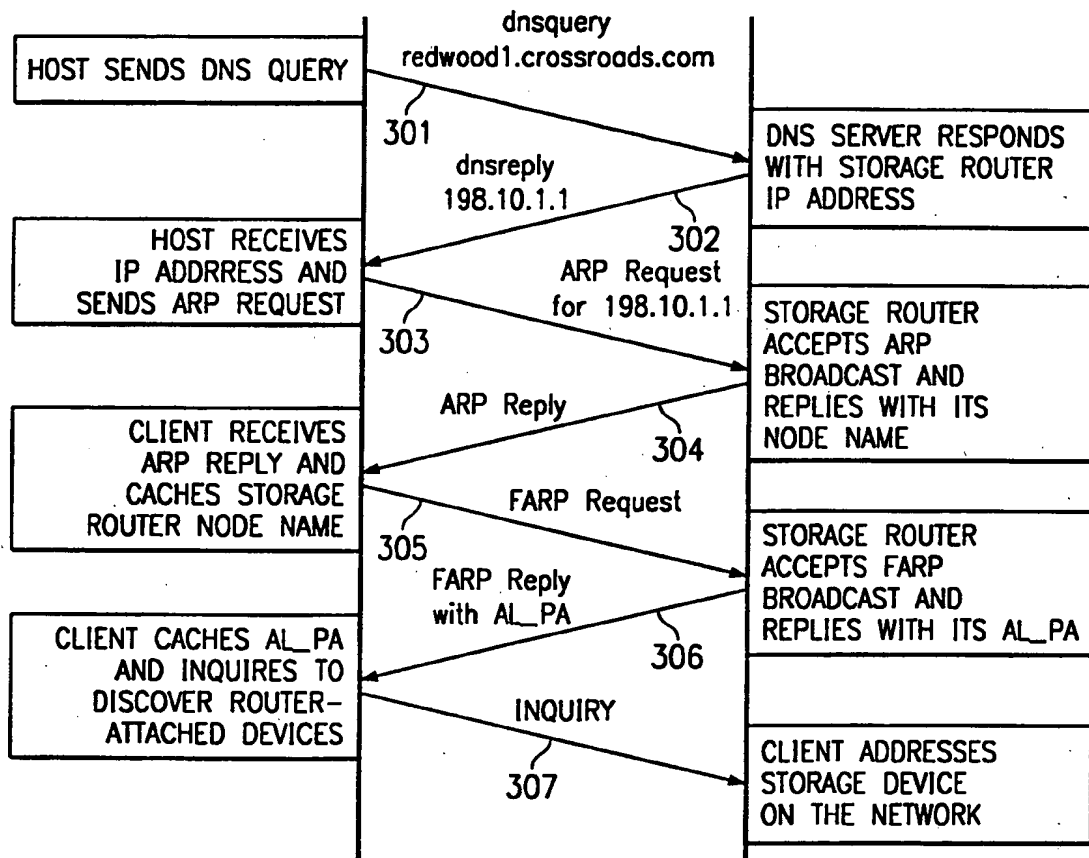 dnsquery
redwood1.crossroads.com
HOST SENDS DNS QUERY
301
DNS SERVER RESPONDS
WITH STORAGE ROUTER
IP ADDRESS
dnsreply
198.10.1.1
302
HOST RECEIVES
IP ADDRRESS AND
SENDS ARP REQUEST
ARP Request
for 198.10.1.1
303
STORAGE ROUTER
ACCEPTS ARP
BROADCAST AND
REPLIES WITH ITS
NODE NAME
ARP Reply
304
CLIENT RECEIVES
ARP REPLY AND
CACHES STORAGE
ROUTER NODE NAME
FARP Request
305
STORAGE ROUTER
ACCEPTS FARP
BROADCAST AND
REPLIES WITH ITS AL_PA
FARP Reply
with AL_PA
306
CLIENT CACHES AL_PA
AND INQUIRES TO
DISCOVER ROUTER-
ATTACHED DEVICES
INQUIRY
307
CLIENT ADDRESSES
STORAGE DEVICE
ON THE NETWORK